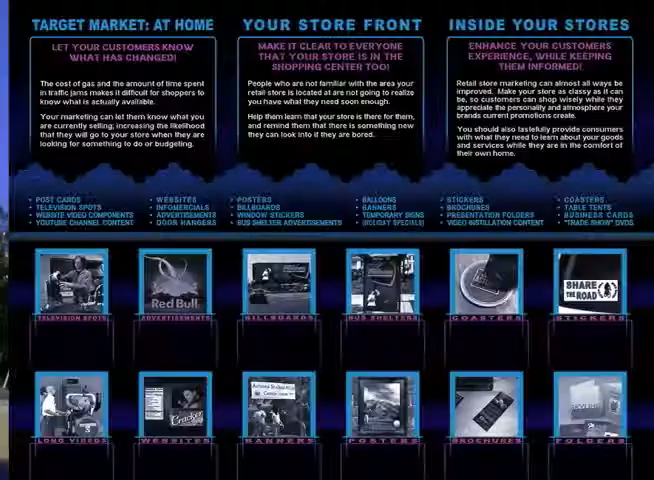 TARGET MARKET: AT HOME
LET YOUR CUSTOMERS KNOW
WHAT HAS CHANGED!
The cost of gas and the amount of time spent
in traffic jams makes it difficult for shoppers to
know what is actually available.
Your marketing can let them know what you
are currently selling; increasing the likelihood
that they will go to your store when they are
looking for something to do or budgeting.
YOUR STORE FRONT
MAKE IT CLEAR TO EVERYONE
THAT YOUR STORE IS IN THE
SHOPPING CENTER TOO!
People who are not familiar with the area your
retail store is located at are not going to realize
you have what they need soon enough.
Help them learn that your store is there for them,
and remind them that there is something new
they can look into if they are bored.
INSIDE YOUR STORES
ENHANCE YOUR CUSTOMERS
EXPERIENCE, WHILE KEEPING
THEM INFORMED!
Retail store marketing can almost all ways be
improved. Make your store as classy as it can
be, so customers can shop wisely while they
appreciate the personality and atmosphere your
brands current promotions create.
You should also tastefully provide consumers
with what they need to learn about your goods
and services while they are in the comfort of
their own home.
• POST CARDS
• TELEVISION SPOTS
• WEBSITE VIDEO COMPONENTS
• YOUTUBE CHANNEL CONTENT
• WEBSITES
• INFOMERCIALS
• ADVERTISEMENTS
• DOOR HANGERS
• POSTERS
• BILLBOARDS
• WINDOW STICKERS
• BUS SHELTER ADVERTISEMENTS
• BALLOONS
• BANNERS
• TEMPORARY SIGNS
(HOLIDAY SPECIALS)
• STICKERS
• BROCHURES
• PRESENTATION FOLDERS
• VIDEO INSTILLATION CONTENT
• COASTERS
• TABLE TENTS
• BUSINESS CARDS
• "TRADE SHOW" DVDS
Red Bull
SHARE
THE ROAD
TELEVISION SPOTS
ADVERTISEMENTS
BILLBOARDS
BUS SHELTERS
COASTERS
STICKERS
Cracker
LONG VIDEOS
WEBSITES
BANNERS
POSTERS
BROCHURES
FOLDERS